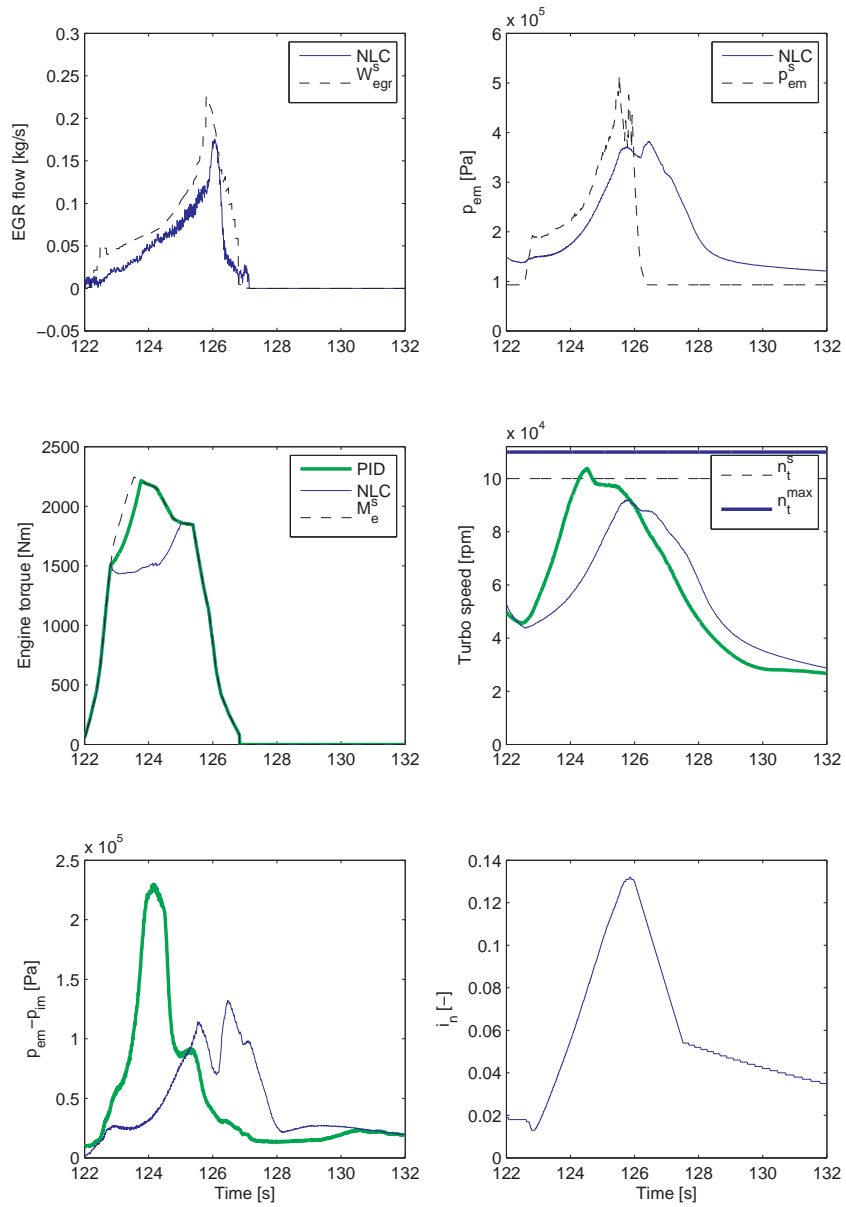 0.3
0.25
0.2
0.15
0.1
0.05
0
−0.05
122 124 126 128 130 132
EGR flow [kg/s]
NLC
W_egr^s
x 10^5
6
5
4
3
2
1
0
122 124 126 128 130 132
p_em [Pa]
NLC
p_em^s
2500
2000
1500
1000
500
0
122 124 126 128 130 132
Engine torque [Nm]
PID
NLC
M_e^s
x 10^4
10
8
6
4
2
0
122 124 126 128 130 132
Turbo speed [rpm]
n_t^s
n_t^max
x 10^5
2.5
2
1.5
1
0.5
0
122 124 126 128 130 132
p_em−p_im [Pa]
Time [s]
0.14
0.12
0.1
0.08
0.06
0.04
0.02
0
122 124 126 128 130 132
i_n [−]
Time [s]